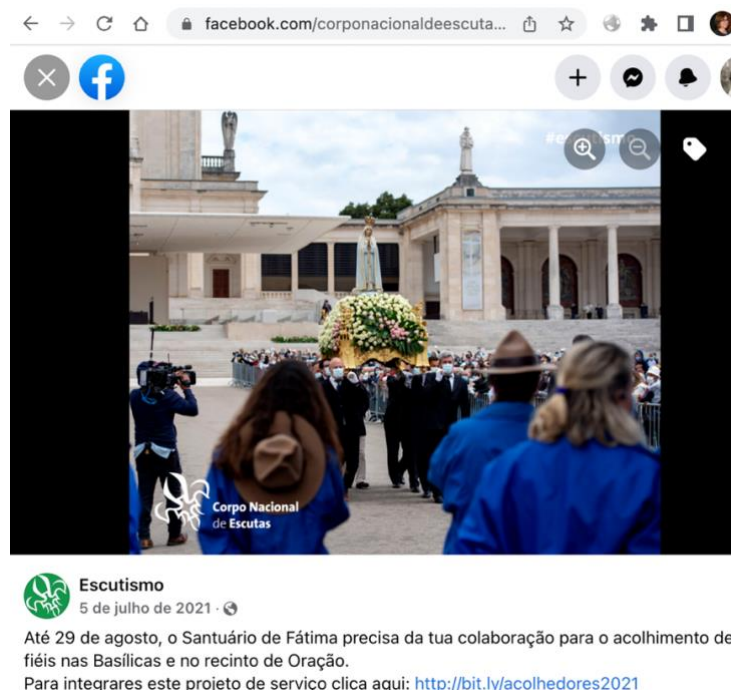 facebook.com/corponacionaldeescuta...
Corpo Nacional
de Escutas
Escutismo
5 de julho de 2021 ·
Até 29 de agosto, o Santuário de Fátima precisa da tua colaboração para o acolhimento de
fiéis nas Basílicas e no recinto de Oração.
Para integrares este projeto de serviço clica aqui: http://bit.ly/acolhedores2021